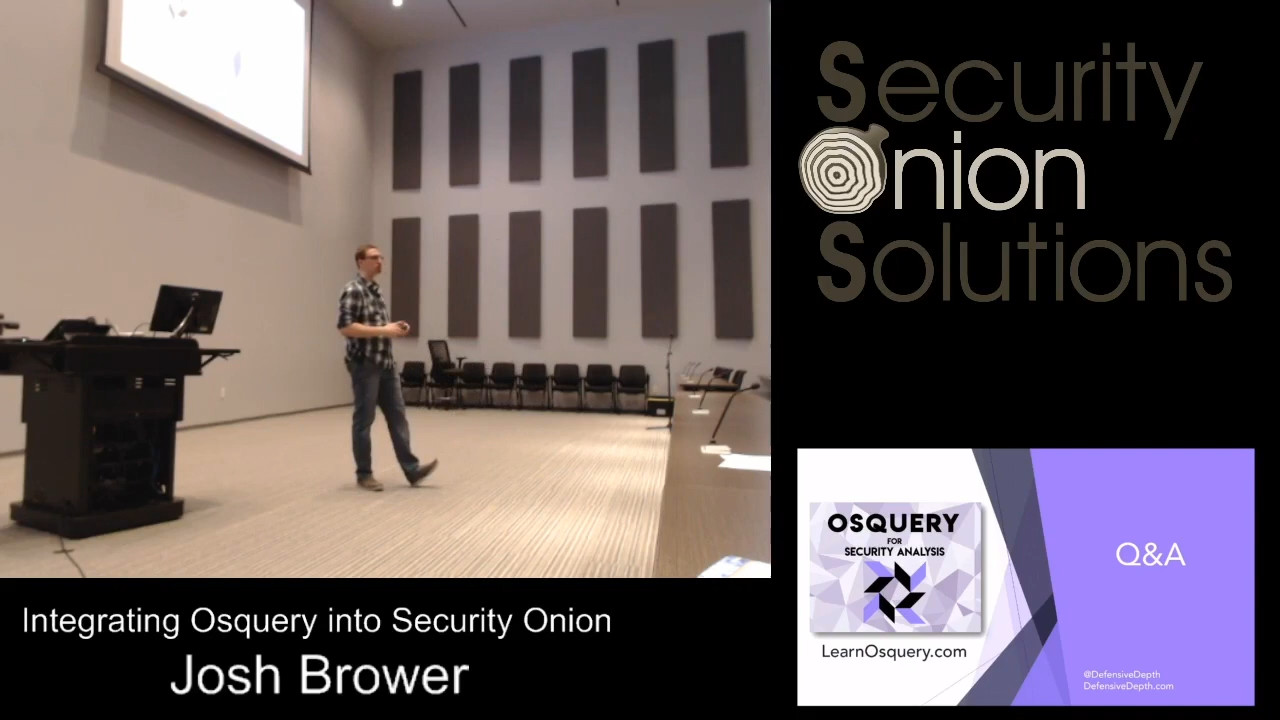 Security
Onion
Solutions
OSQUERY
FOR
SECURITY ANALYSIS
LearnOsquery.com
Q&A
@DefensiveDepth
DefensiveDepth.com
Integrating Osquery into Security Onion
Josh Brower